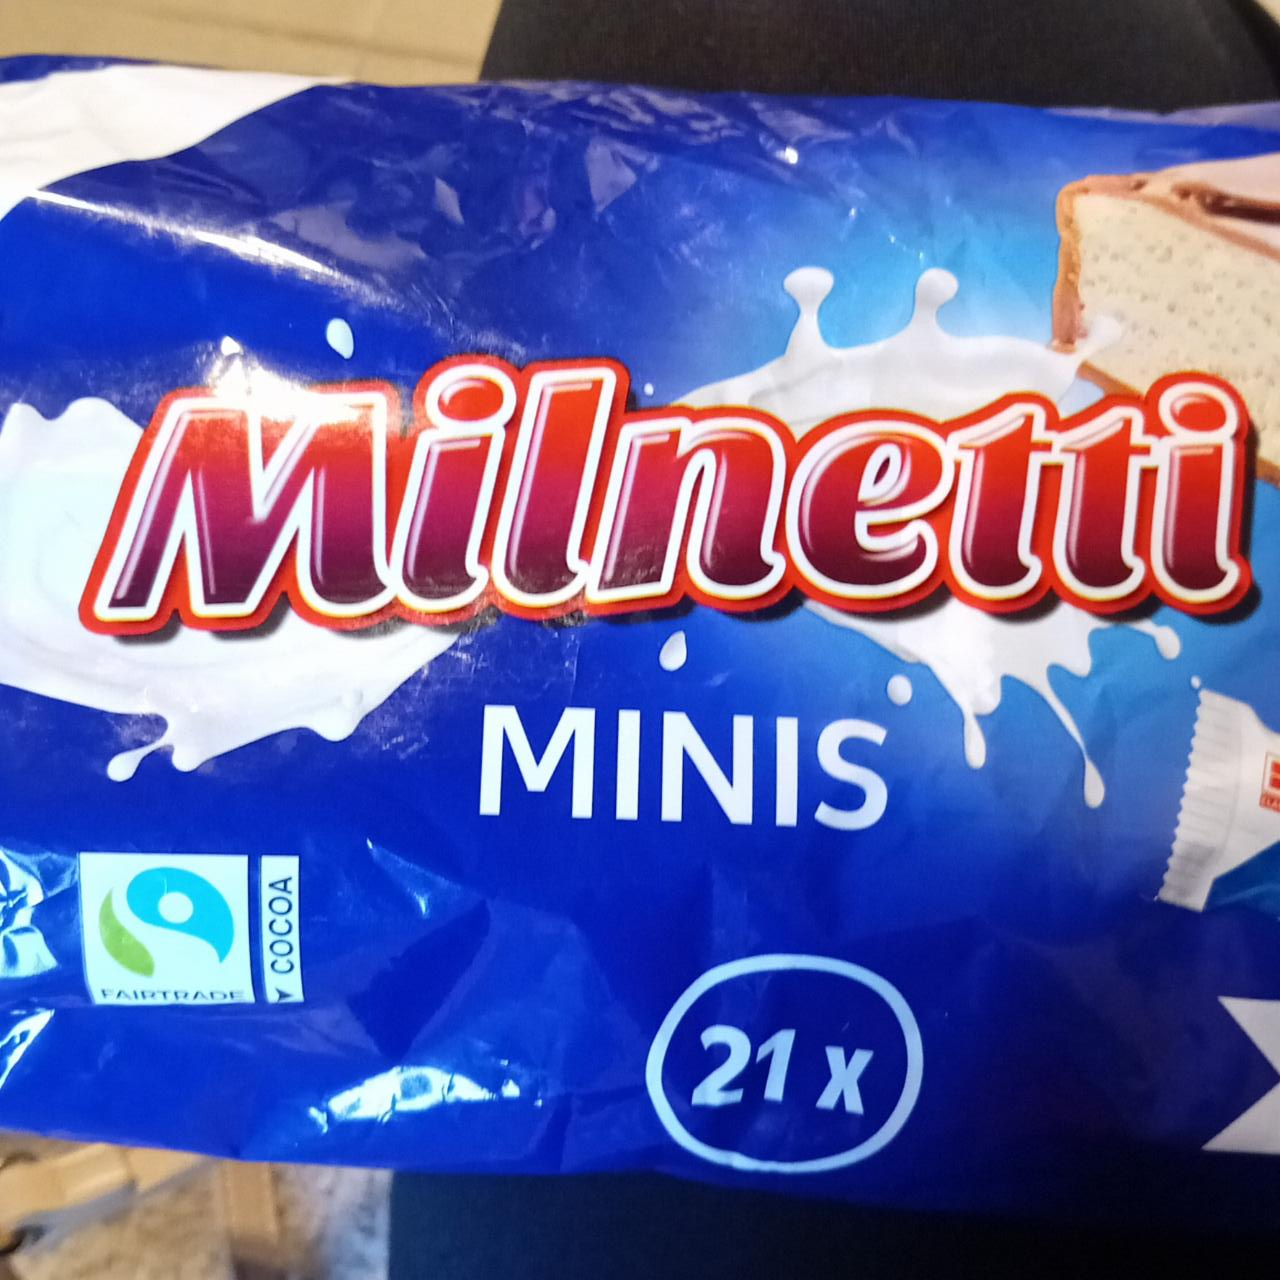 Milnetti
MINIS
FAIRTRADE
COCOA
21 x